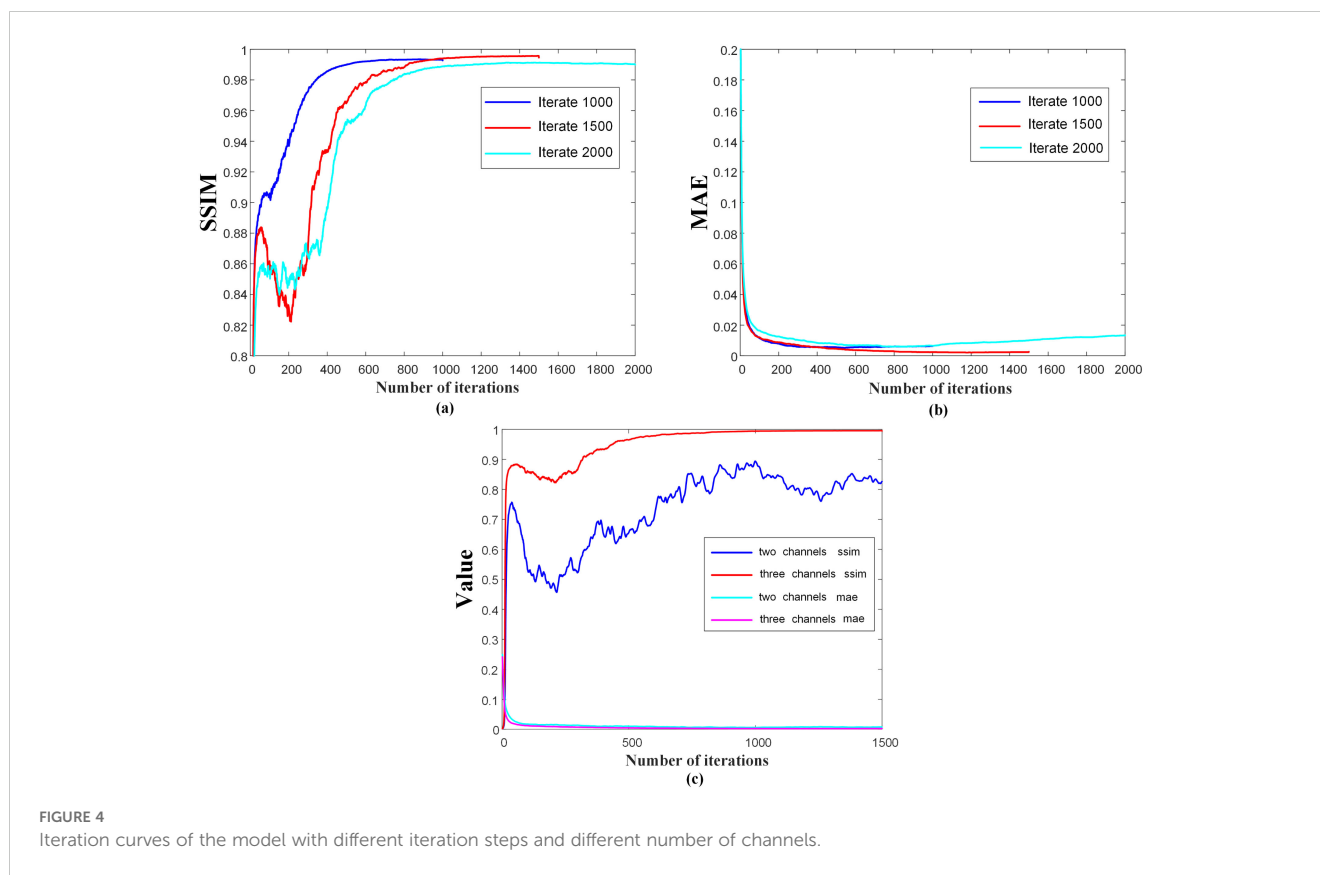 1
0.98
0.96
0.94
0.92
0.9
0.88
0.86
0.84
0.82
0.8
SSIM
Iterate 1000
Iterate 1500
Iterate 2000
0 200 400 600 800 1000 1200 1400 1600 1800 2000
Number of iterations
(a)
0.2
0.18
0.16
0.14
0.12
0.1
0.08
0.06
0.04
0.02
0
MAE
Iterate 1000
Iterate 1500
Iterate 2000
0 200 400 600 800 1000 1200 1400 1600 1800 2000
Number of iterations
(b)
1
0.9
0.8
0.7
0.6
0.5
0.4
0.3
0.2
0.1
0
Value
two channels ssim
three channels ssim
two channels mae
three channels mae
0 500 1000 1500
Number of iterations
(c)
FIGURE 4
Iteration curves of the model with different iteration steps and different number of channels.